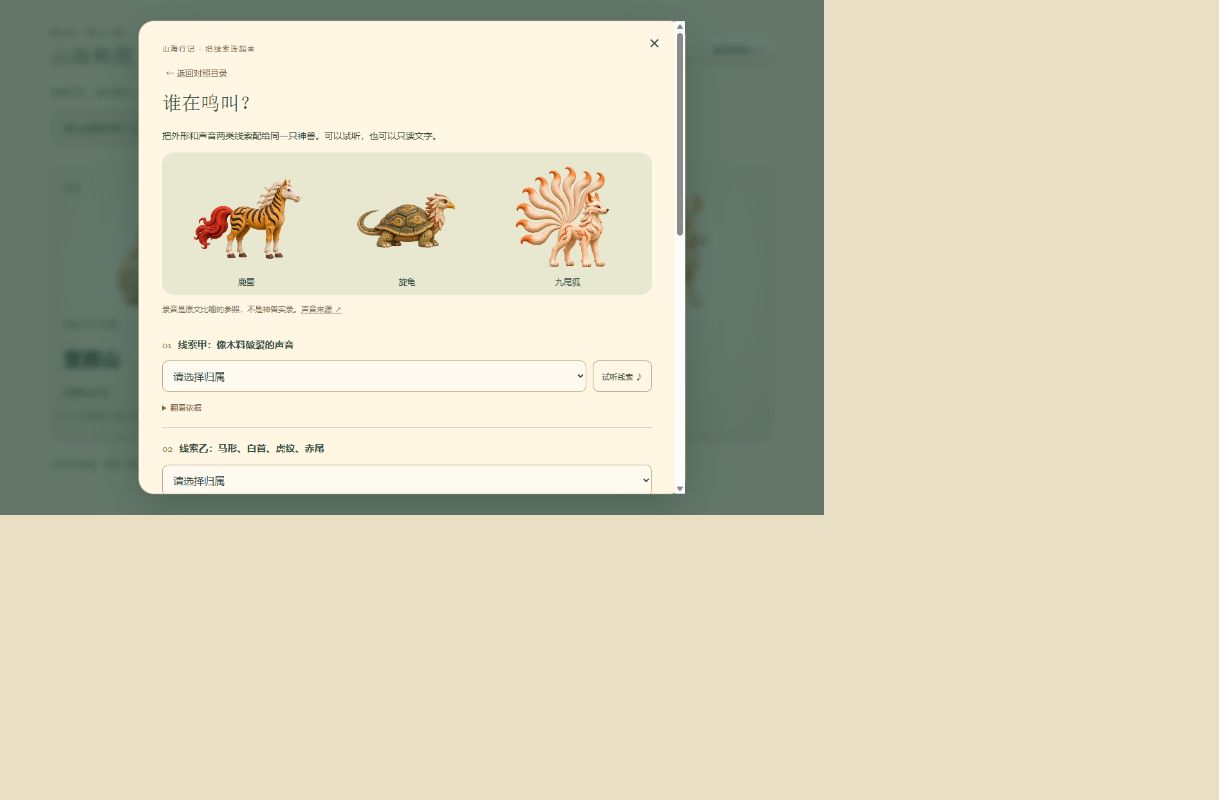 山海行记 · 把线索连起来
← 返回对照目录
谁在鸣叫？
把外形和声音两类线索配给同一只神兽。可以试听，也可以只读文字。
鹿蜀
旋龟
九尾狐
录音是原文比喻的参照，不是神兽实录。声音来源 ↗
01 线索甲：像木料破裂的声音
请选择归属
试听线索 ♪
翻看依据
02 线索乙：马形、白首、虎纹、赤尾
请选择归属